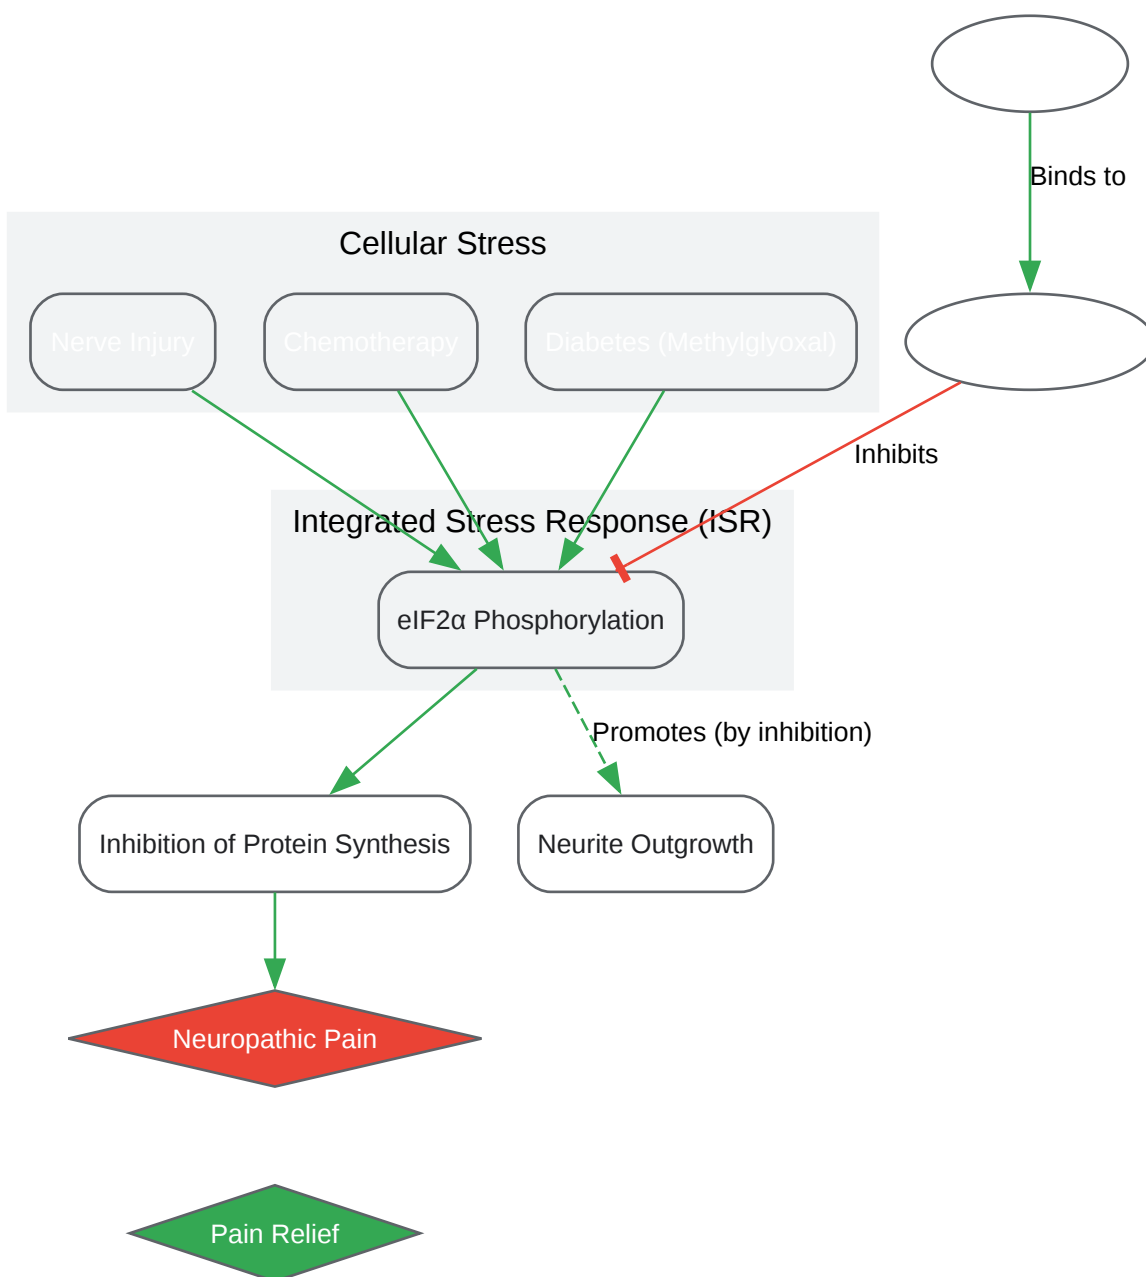 Binds to
Cellular Stress
Nerve Injury
Chemotherapy
Diabetes (Methylglyoxal)
Inhibits
Integrated Stress Response (ISR)
eIF2α Phosphorylation
Promotes (by inhibition)
Inhibition of Protein Synthesis
Neurite Outgrowth
Neuropathic Pain
Pain Relief